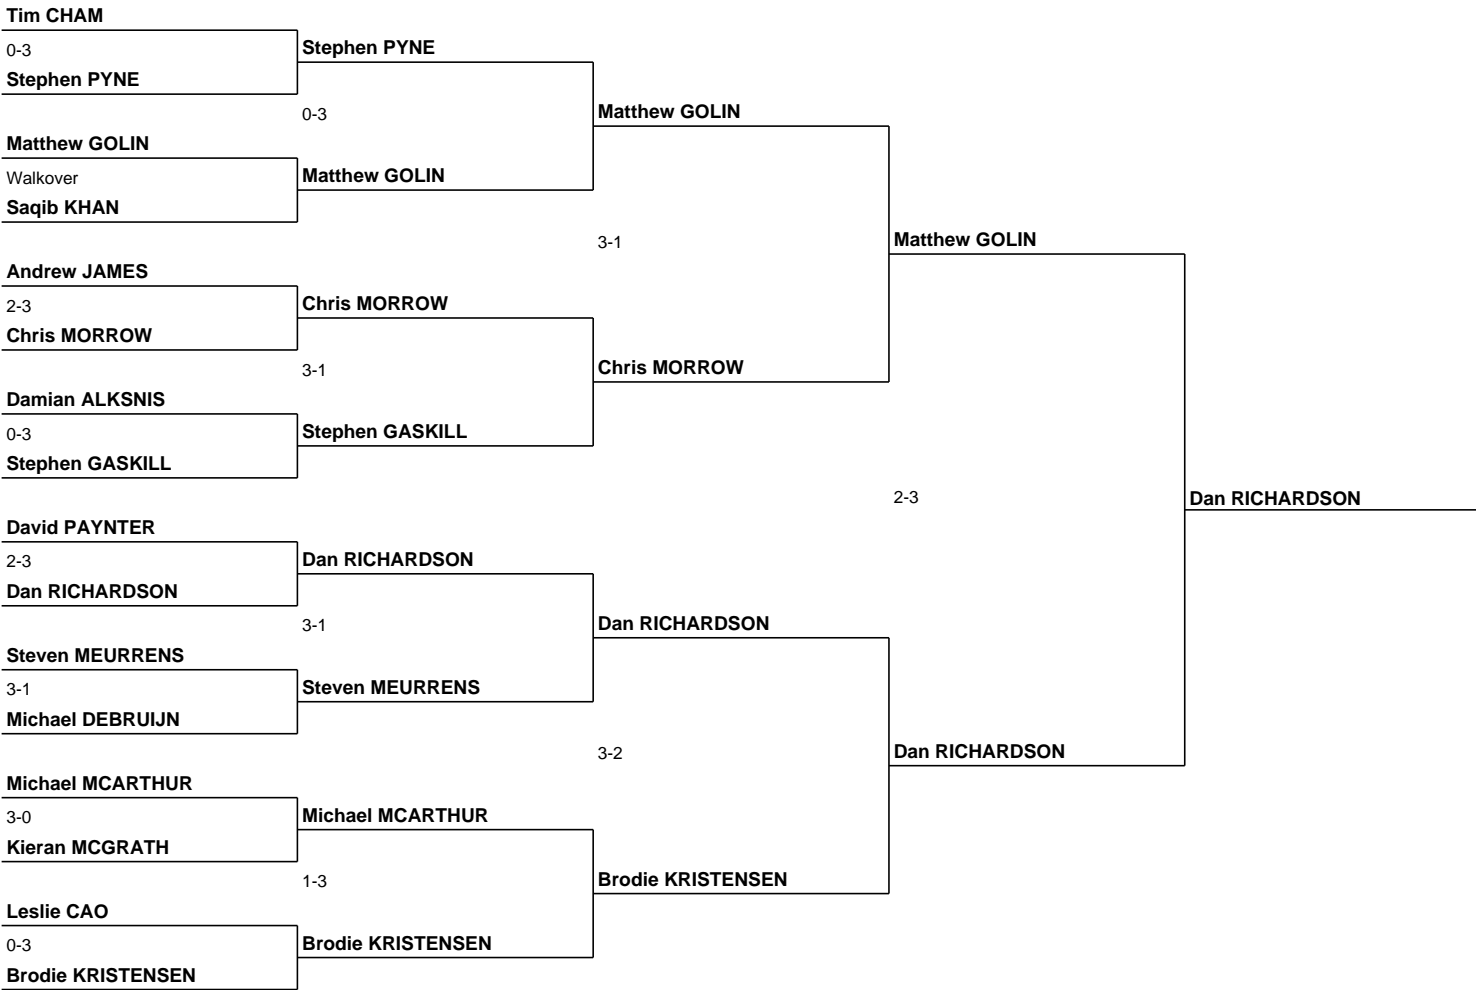 Tim CHAM
0-3
Stephen PYNE
Matthew GOLIN
Walkover
Saqib KHAN
Andrew JAMES
2-3
Chris MORROW
Damian ALKSNIS
0-3
Stephen GASKILL
David PAYNTER
2-3
Dan RICHARDSON
Steven MEURRENS
3-1
Michael DEBRUIJN
Michael MCARTHUR
3-0
Kieran MCGRATH
Leslie CAO
0-3
Brodie KRISTENSEN
Stephen PYNE
0-3
Matthew GOLIN
Chris MORROW
3-1
Stephen GASKILL
Dan RICHARDSON
3-1
Steven MEURRENS
Michael MCARTHUR
1-3
Brodie KRISTENSEN
Matthew GOLIN
3-1
Chris MORROW
Dan RICHARDSON
3-2
Brodie KRISTENSEN
Matthew GOLIN
2-3
Dan RICHARDSON
Dan RICHARDSON